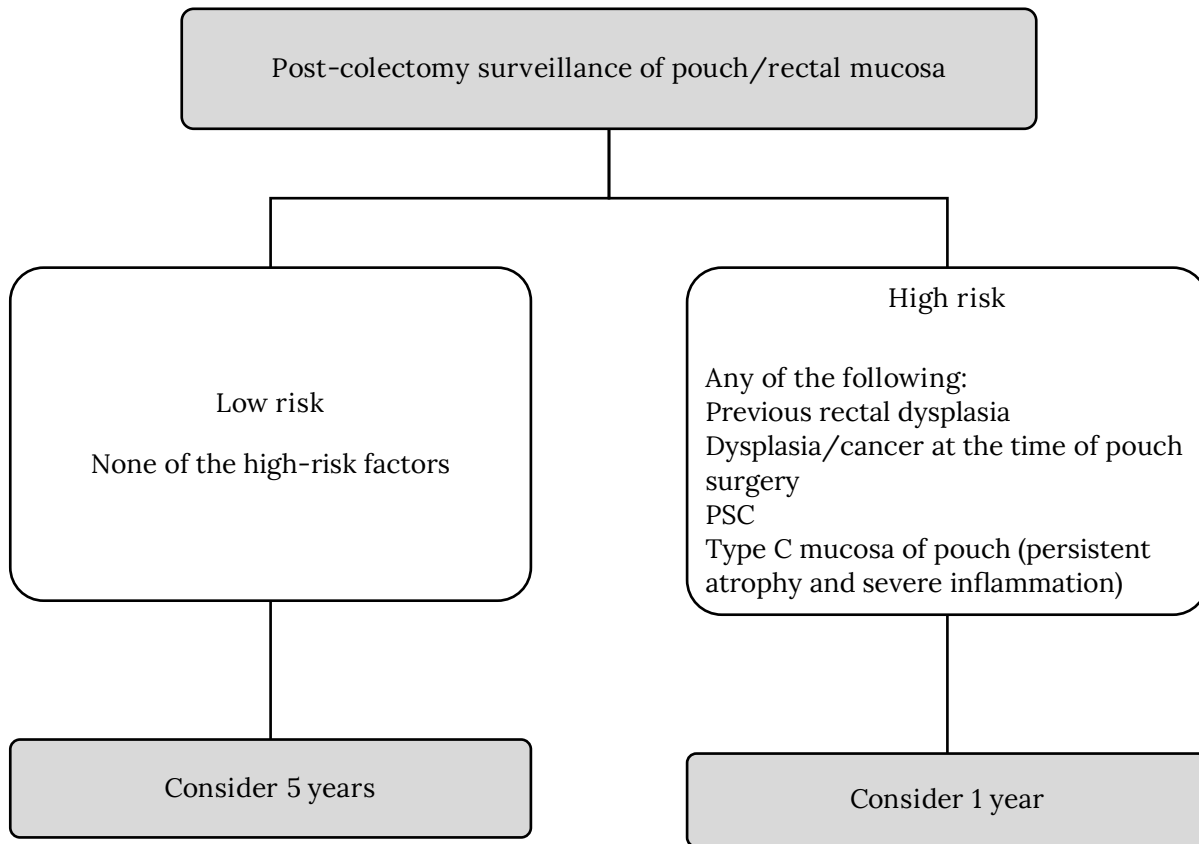 Post-colectomy surveillance of pouch/rectal mucosa
Low risk
None of the high-risk factors
High risk
Any of the following:
Previous rectal dysplasia
Dysplasia/cancer at the time of pouch
surgery
PSC
Type C mucosa of pouch (persistent
atrophy and severe inflammation)
Consider 5 years
Consider 1 year